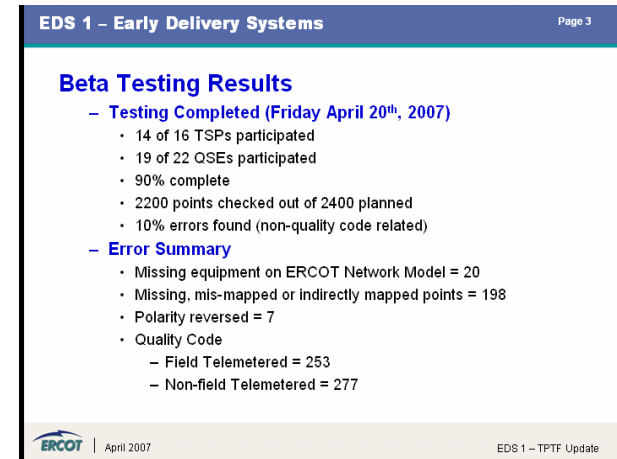 EDS 1 – Early Delivery Systems
Page 3
Beta Testing Results
– Testing Completed (Friday April 20th, 2007)
• 14 of 16 TSPs participated
• 19 of 22 QSEs participated
• 90% complete
• 2200 points checked out of 2400 planned
• 10% errors found (non-quality code related)
– Error Summary
• Missing equipment on ERCOT Network Model = 20
• Missing, mis-mapped or indirectly mapped points = 198
• Polarity reversed = 7
• Quality Code
– Field Telemetered = 253
– Non-field Telemetered = 277
ERCOT
April 2007
EDS 1 – TPTF Update